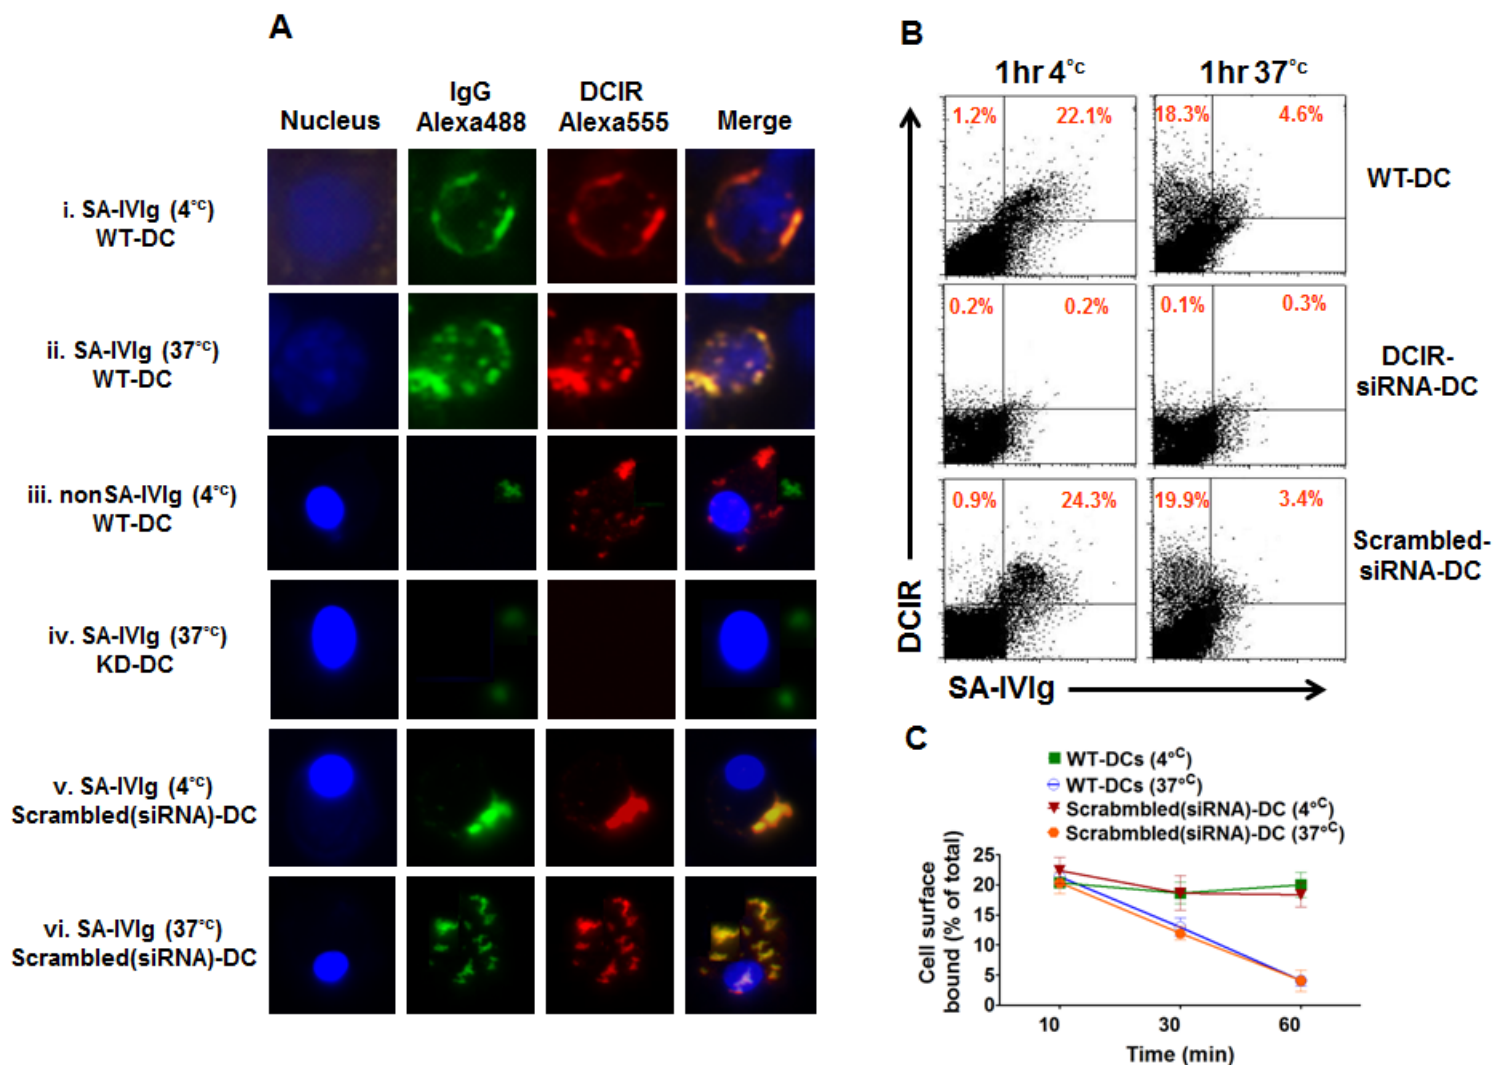 A
Nucleus
IgG
Alexa488
DCIR
Alexa555
Merge
i. SA-IVIg (4°C)
WT-DC
ii. SA-IVIg (37°C)
WT-DC
iii. nonSA-IVIg (4°C)
WT-DC
iv. SA-IVIg (37°C)
KD-DC
v. SA-IVIg (4°C)
Scrambled(siRNA)-DC
vi. SA-IVIg (37°C)
Scrambled(siRNA)-DC
B
1hr 4°C
1hr 37°C
1.2% 22.1%
18.3% 4.6%
WT-DC
0.2% 0.2%
0.1% 0.3%
DCIR-
siRNA-DC
0.9% 24.3%
19.9% 3.4%
Scrambled-
siRNA-DC
DCIR
SA-IVIg
C
WT-DCs (4°C)
WT-DCs (37°C)
Scrabmbled(siRNA)-DC (4°C)
Scrabmbled(siRNA)-DC (37°C)
Cell surface
bound (% of total)
25
20
15
10
5
0
10 30 60
Time (min)